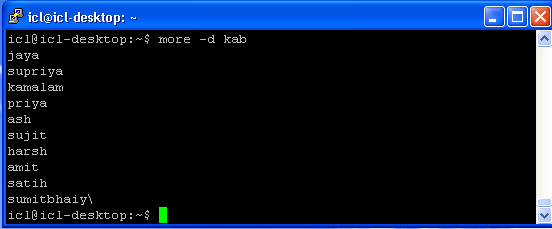 icl@icl-desktop: ~
icl@icl-desktop:~$ more -d kab
jaya
supriya
kamalam
priya
ash
sujit
harsh
amit
satih
sumitbhaiy\
icl@icl-desktop:~$